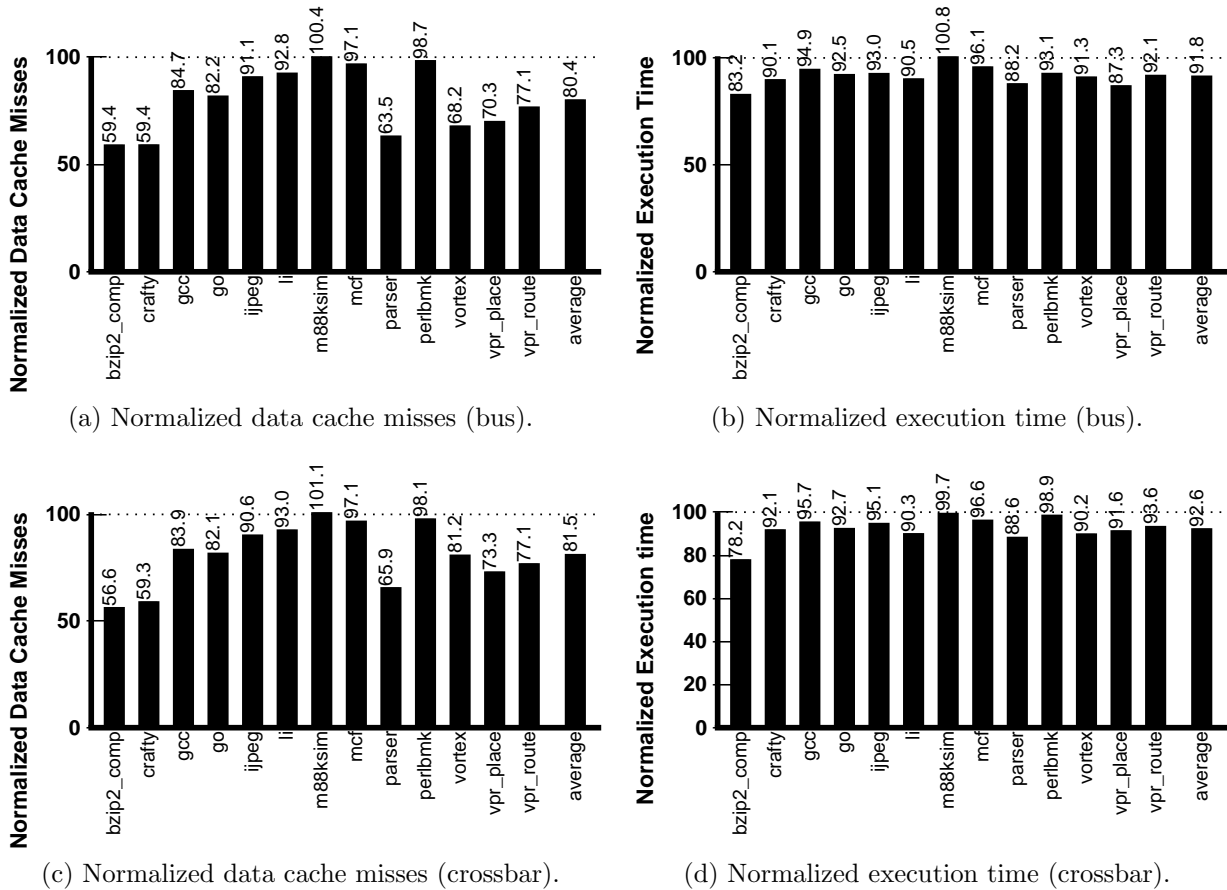 Normalized Data Cache Misses
100
50
0
59.4
59.4
84.7
82.2
91.1
92.8
100.4
97.1
63.5
98.7
68.2
70.3
77.1
80.4
bzip2_comp
crafty
gcc
go
ijpeg
li
m88ksim
mcf
parser
perlbmk
vortex
vpr_place
vpr_route
average
(a) Normalized data cache misses (bus).
Normalized Execution Time
100
50
0
83.2
90.1
94.9
92.5
93.0
90.5
100.8
96.1
88.2
93.1
91.3
87.3
92.1
91.8
bzip2_comp
crafty
gcc
go
ijpeg
li
m88ksim
mcf
parser
perlbmk
vortex
vpr_place
vpr_route
average
(b) Normalized execution time (bus).
Normalized Data Cache Misses
100
50
0
56.6
59.3
83.9
82.1
90.6
93.0
101.1
97.1
65.9
98.1
81.2
73.3
77.1
81.5
bzip2_comp
crafty
gcc
go
ijpeg
li
m88ksim
mcf
parser
perlbmk
vortex
vpr_place
vpr_route
average
(c) Normalized data cache misses (crossbar).
Normalized Execution time
100
80
60
40
20
0
78.2
92.1
95.7
92.7
95.1
90.3
99.7
96.6
88.6
98.9
90.2
91.6
93.6
92.6
bzip2_comp
crafty
gcc
go
ijpeg
li
m88ksim
mcf
parser
perlbmk
vortex
vpr_place
vpr_route
average
(d) Normalized execution time (crossbar).